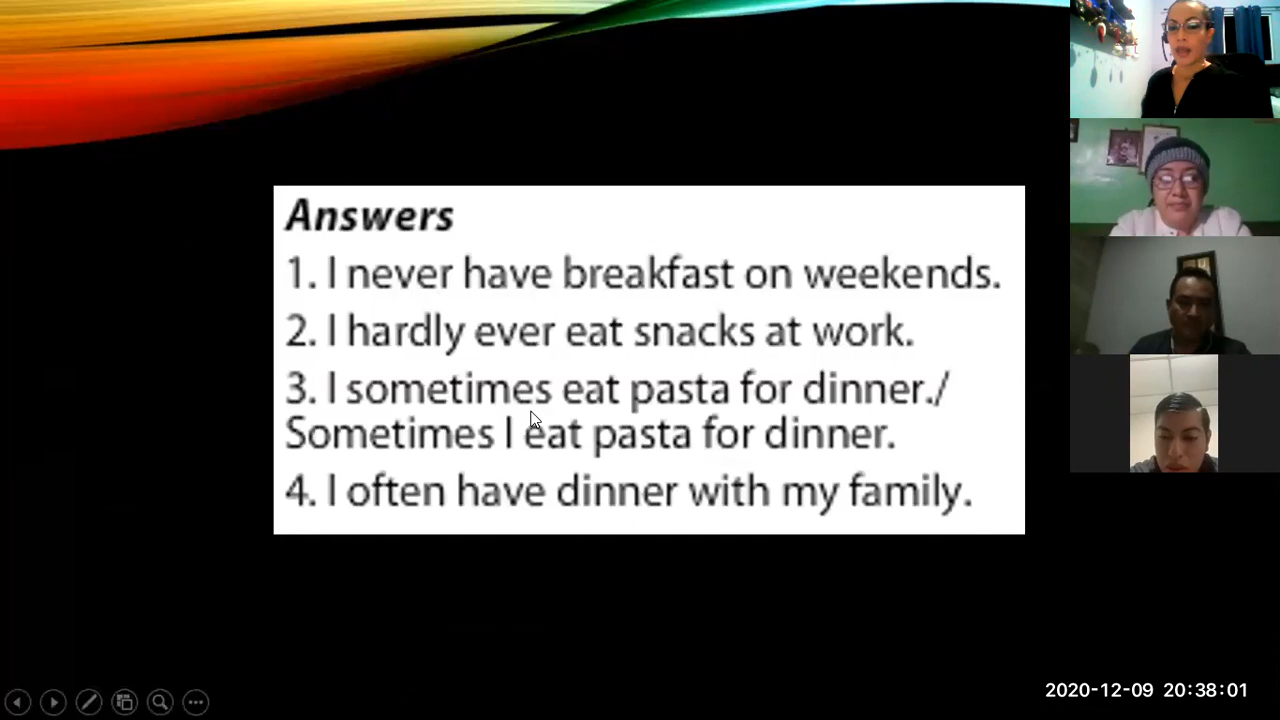 Answers
1. I never have breakfast on weekends.
2. I hardly ever eat snacks at work.
3. I sometimes eat pasta for dinner./
Sometimes I eat pasta for dinner.
4. I often have dinner with my family.
2020-12-09 20:38:01